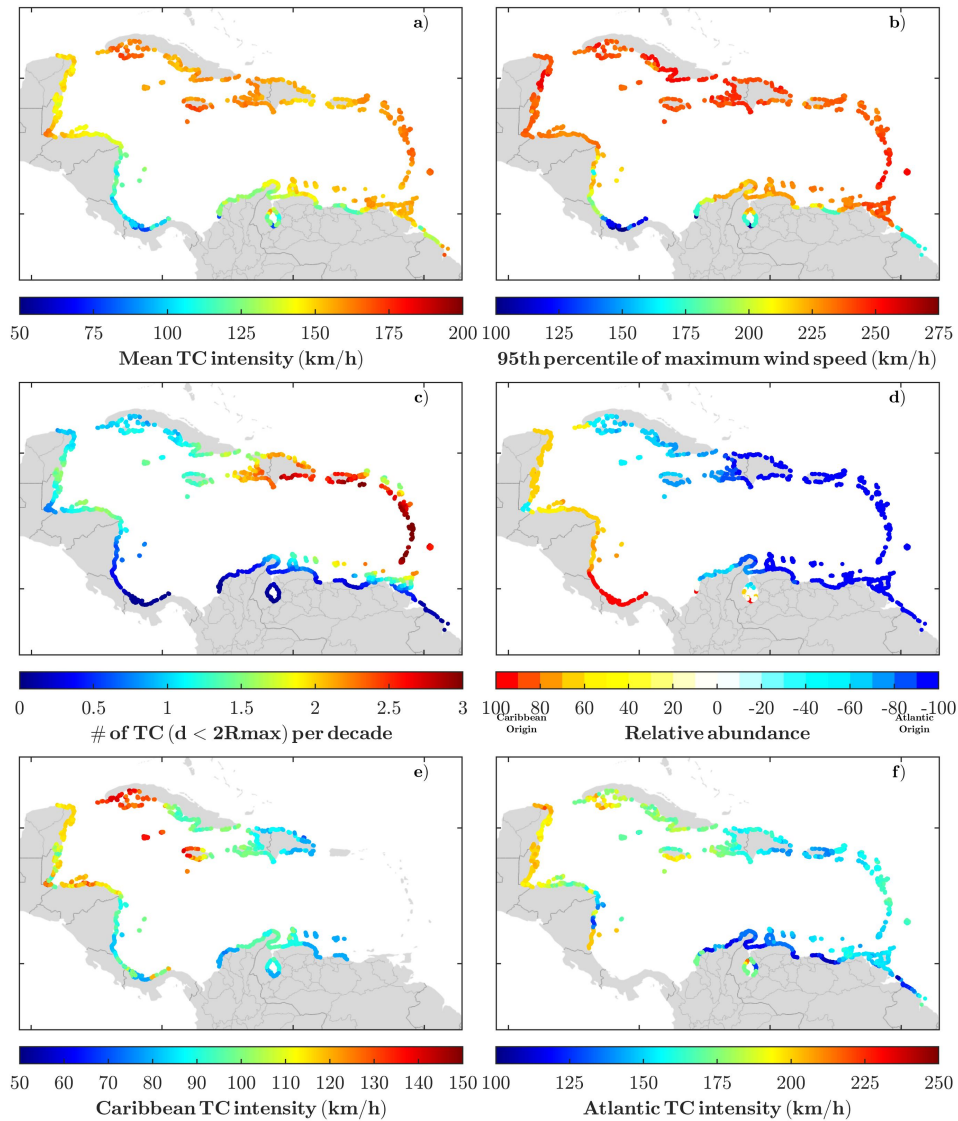 a)
b)
50 75 100 125 150 175 200
100 125 150 175 200 225 250 275
Mean TC intensity (km/h)
95th percentile of maximum wind speed (km/h)
c)
d)
0 0.5 1 1.5 2 2.5 3
100 80 60 40 20 0 -20 -40 -60 -80 -100
Caribbean Origin
Atlantic Origin
# of TC (d < 2Rmax) per decade
Relative abundance
e)
f)
50 60 70 80 90 100 110 120 130 140 150
100 125 150 175 200 225 250
Caribbean TC intensity (km/h)
Atlantic TC intensity (km/h)